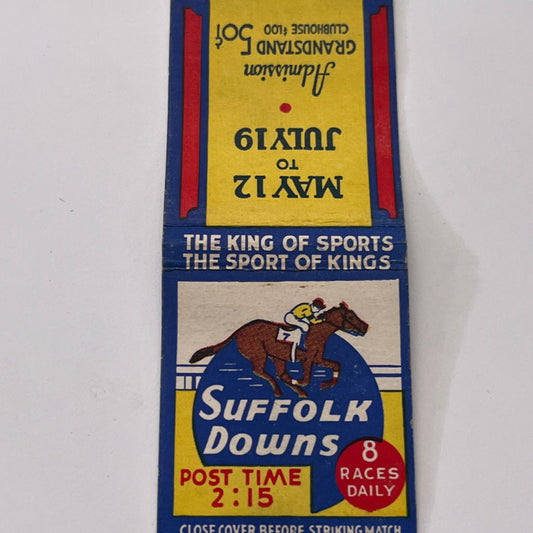 MAY 12
TO
JULY 19
Admission
GRANDSTAND 50¢
CLUBHOUSE $1.00
THE KING OF SPORTS
THE SPORT OF KINGS
7
SUFFOLK
DOWNS
POST TIME
2:15
8
RACES
DAILY
CLOSE COVER BEFORE STRIKING MATCH